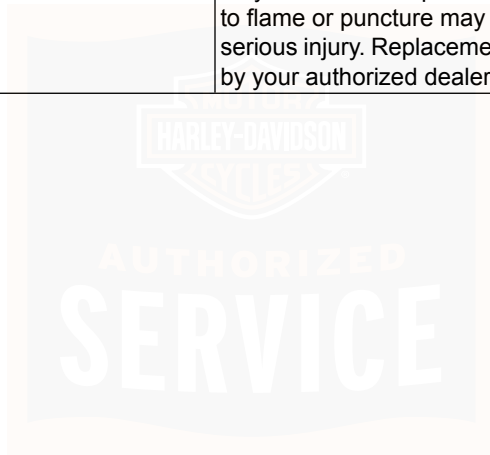 to flame or puncture may
serious injury. Replaceme
by your authorized dealer
MOTOR
HARLEY-DAVIDSON
CYCLES
AUTHORIZED
SERVICE